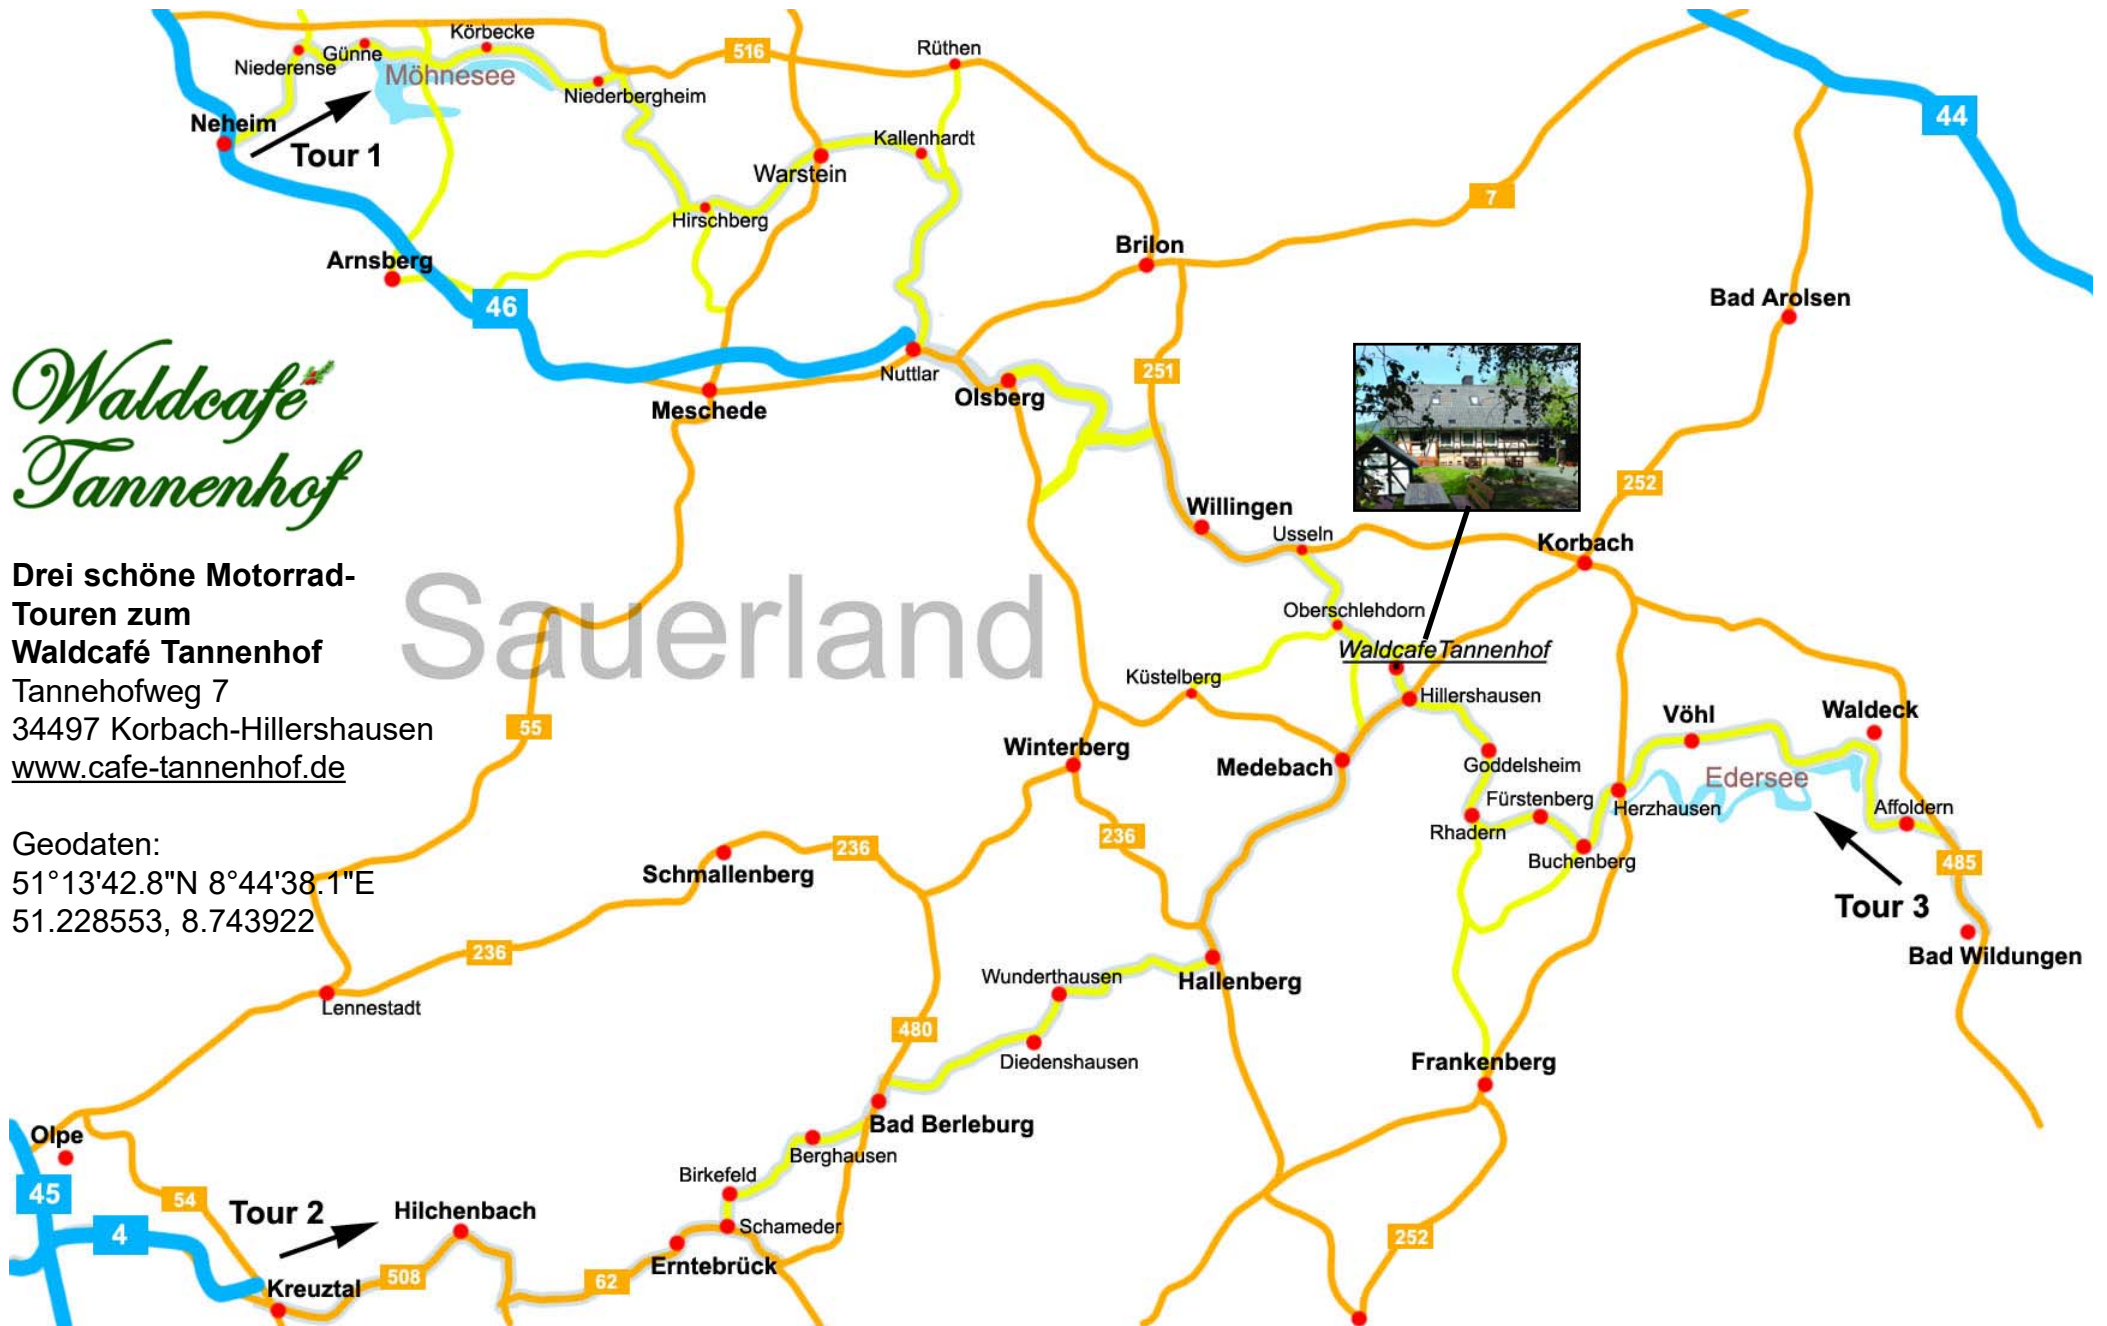 Körbecke
Günne
Niederense
Möhnesee
516
Rüthen
Niederbergheim
44
Neheim
Tour 1
Kallenhardt
Warstein
7
Hirschberg
Brilon
Arnsberg
46
Bad Arolsen
Waldcafé
Tannenhof
251
Nuttlar
Olsberg
Meschede
252
Willingen
Usseln
Korbach
Drei schöne Motorrad-
Touren zum
Waldcafé Tannenhof
Tannehofweg 7
34497 Korbach-Hillershausen
www.cafe-tannenhof.de
Sauerland
Oberschlehdorn
WaldcafeTannenhof
Küstelberg
Hillershausen
55
Winterberg
Medebach
Vöhl
Waldeck
Goddelsheim
Edersee
Fürstenberg
Herzhausen
Affoldern
Rhadern
Buchenberg
485
Tour 3
Bad Wildungen
Geodaten:
51°13'42.8"N 8°44'38.1"E
51.228553, 8.743922
236
236
Schmallenberg
236
Lennestadt
Wunderthausen
Hallenberg
480
Diedenshausen
Frankenberg
Olpe
Bad Berleburg
Berghausen
Birkefeld
45
54
4
Tour 2
Hilchenbach
Schameder
252
Erntebrück
508
62
Kreuztal